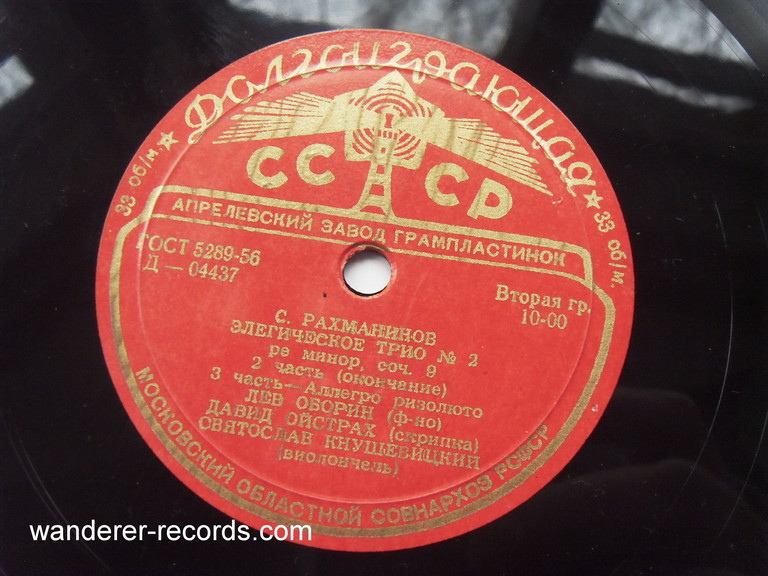 Долгоиграющая
33 об/м. ★
★ 33 об/м.
СССР
АПРЕЛЕВСКИЙ ЗАВОД ГРАМПЛАСТИНОК
ГОСТ 5289-56
Д — 04437
Вторая гр.
10-00
С. РАХМАНИНОВ
ЭЛЕГИЧЕСКОЕ ТРИО № 2
ре минор, соч. 9
2 часть (окончание)
3 часть—Аллегро ризолюто
ЛЕВ ОБОРИН (ф-но)
ДАВИД ОЙСТРАХ (скрипка)
СВЯТОСЛАВ КНУШЕВИЦКИЙ
(виолончель)
МОСКОВСКИЙ ОБЛАСТНОЙ СОВНАРХОЗ РСФСР
wanderer-records.com